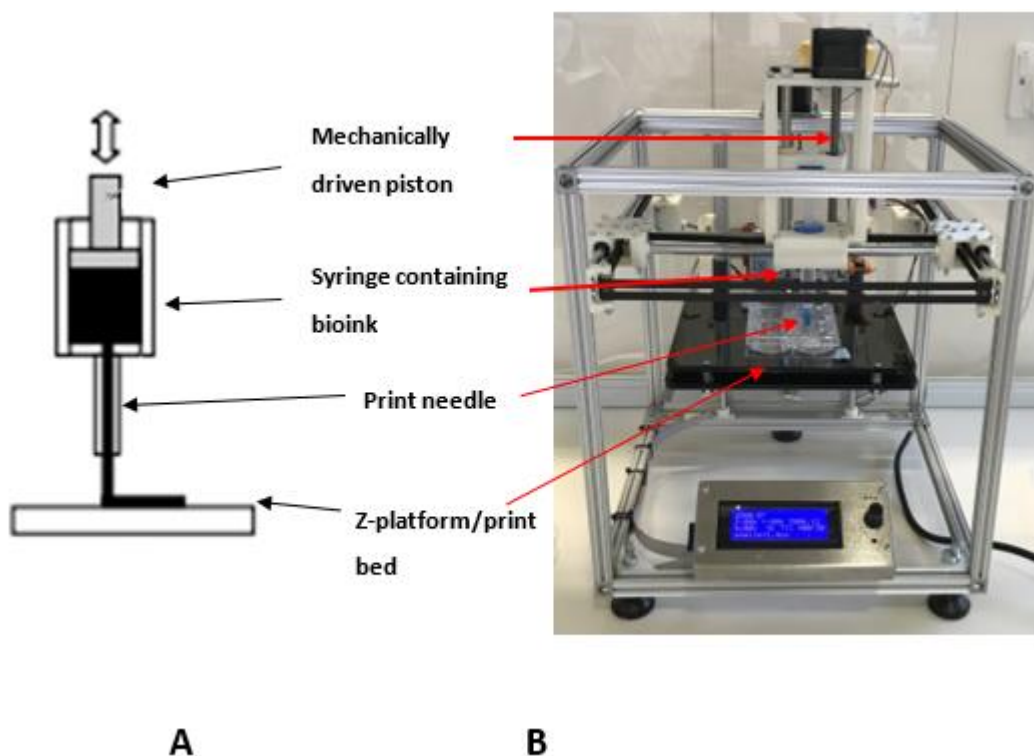 Mechanically
driven piston
Syringe containing
bioink
Print needle
Z-platform/print
bed
A
B